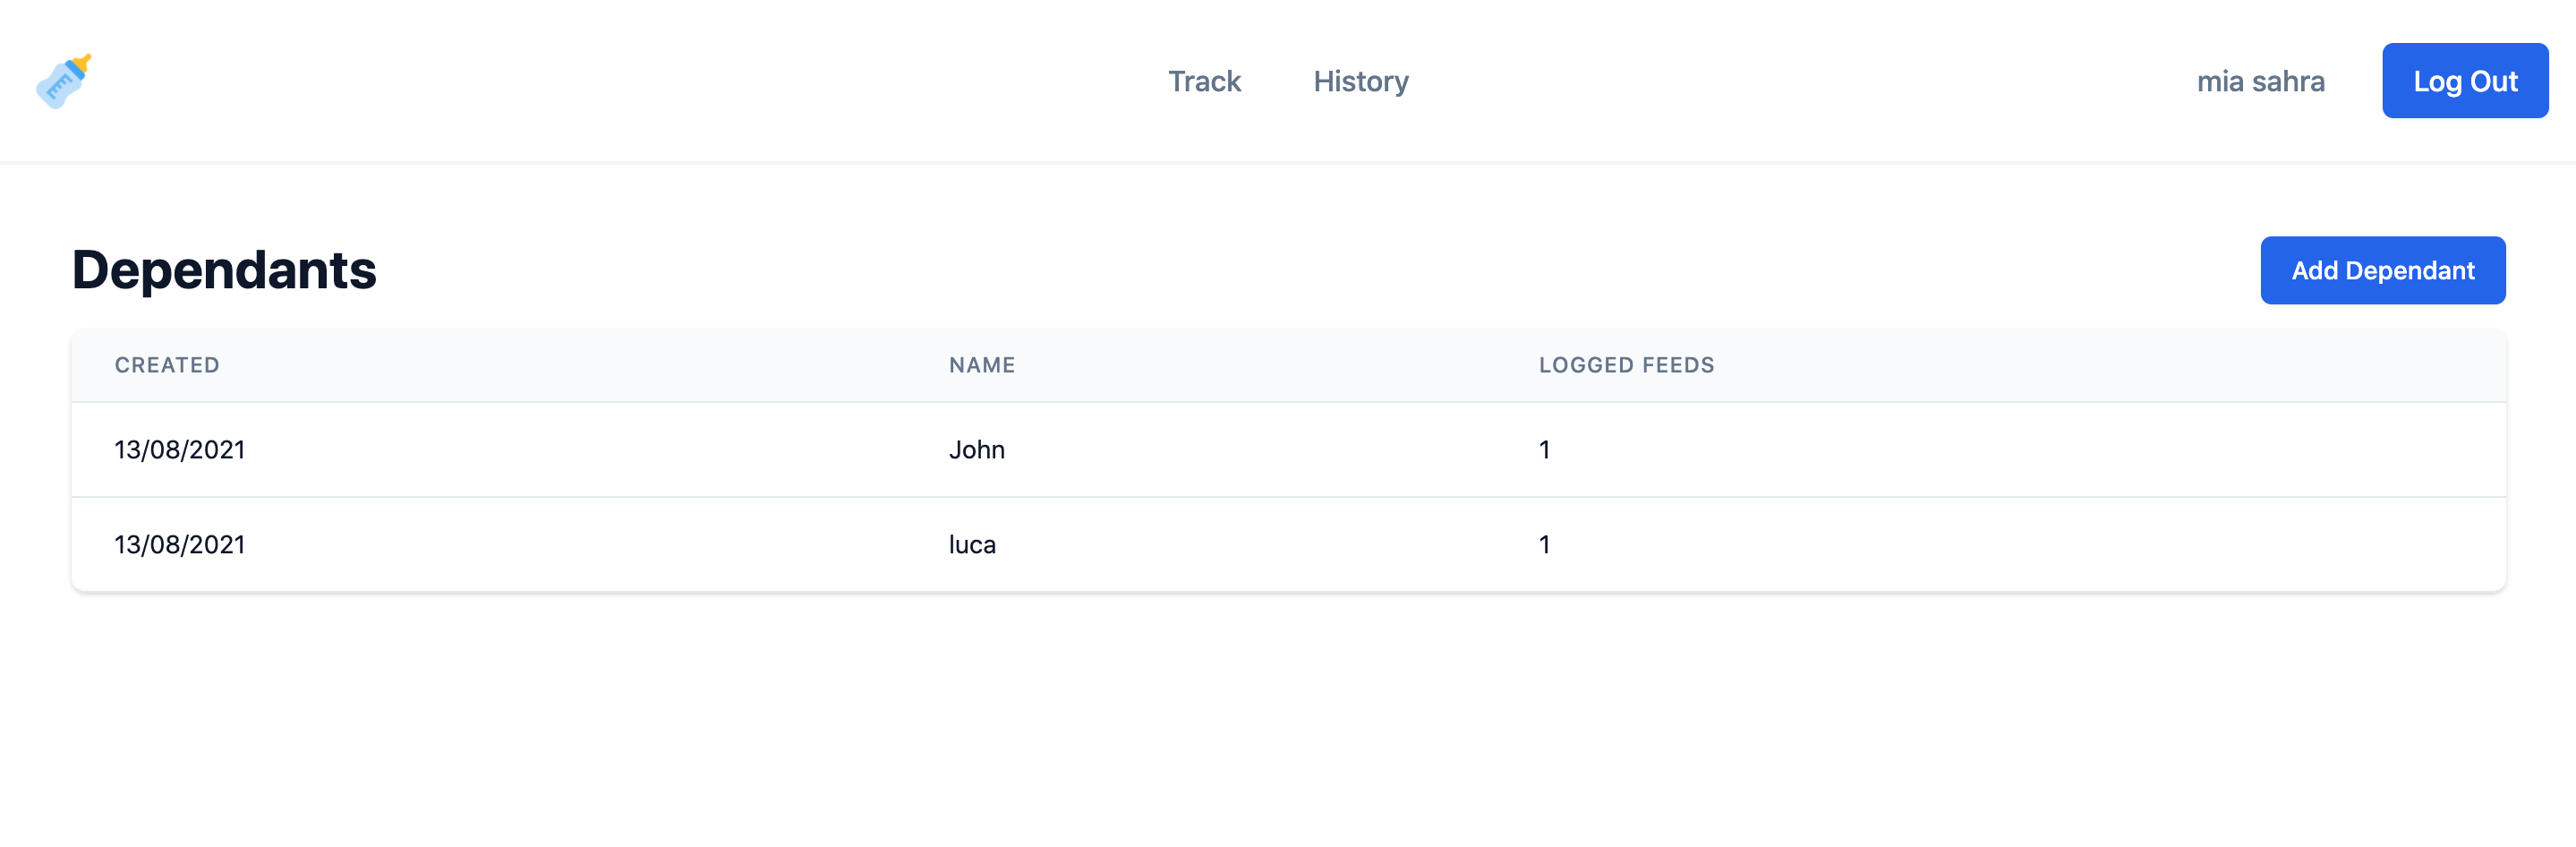 Track History mia sahra Log Out
Dependants Add Dependant
CREATED NAME LOGGED FEEDS
13/08/2021 John 1
13/08/2021 luca 1